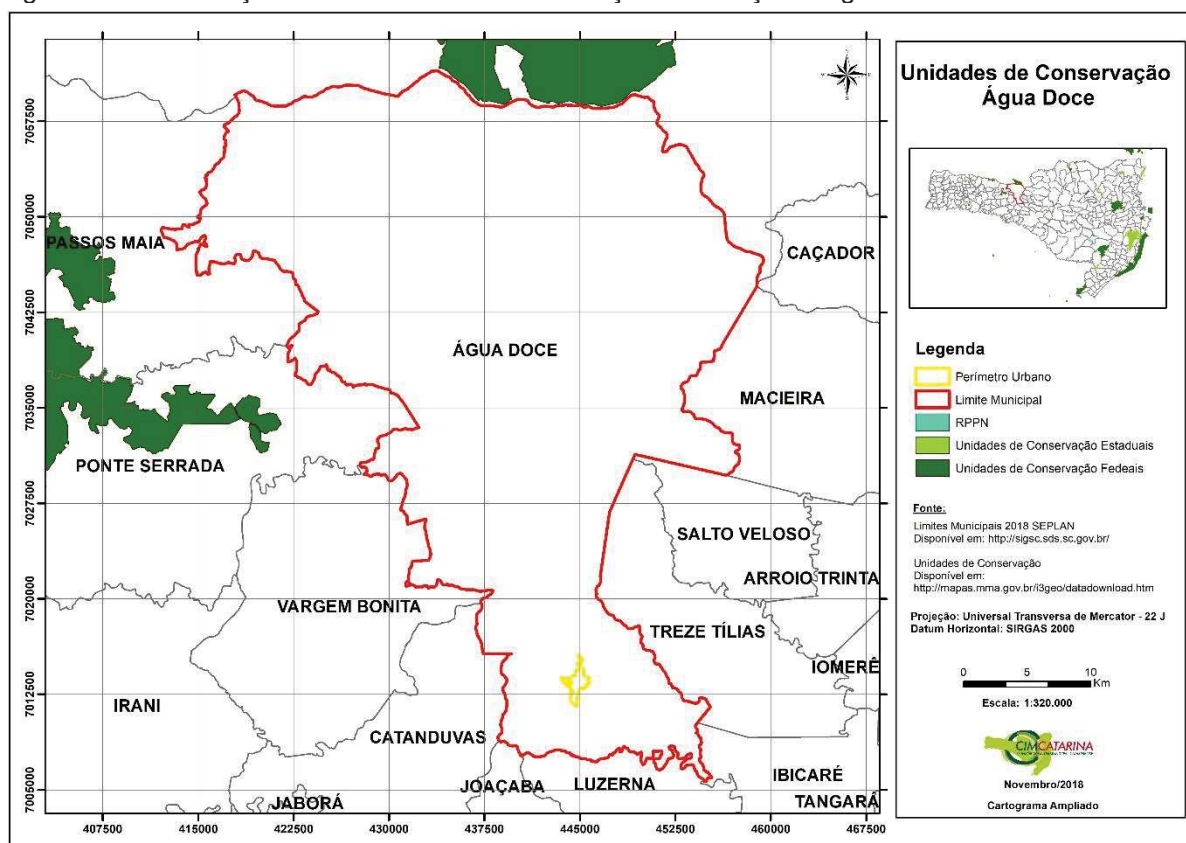 Unidades de Conservação
Água Doce
7057500
7050000
7042500
7035000
7027500
7020000
7012500
7005000
PASSOS MAIA
CAÇADOR
ÁGUA DOCE
MACIEIRA
PONTE SERRADA
SALTO VELOSO
ARROIO TRINTA
VARGEM BONITA
TREZE TÍLIAS
IOMERÊ
IRANI
CATANDUVAS
JOAÇABA
LUZERNA
IBICARÉ
JABORÁ
TANGARÁ
407500
415000
422500
430000
437500
445000
452500
460000
467500
Legenda
Perímetro Urbano
Limite Municipal
RPPN
Unidades de Conservação Estaduais
Unidades de Conservação Fedeais
Fonte:
Limites Municipais 2018 SEPLAN
Disponível em: http://sigsc.sds.sc.gov.br/
Unidades de Conservação
Disponível em:
http://mapas.mma.gov.br/i3geo/datadownload.htm
Projeção: Universal Transversa de Mercator - 22 J
Datum Horizontal: SIRGAS 2000
0 5 10
Km
Escala: 1:320.000
CIMCATARINA
Novembro/2018
Cartograma Ampliado